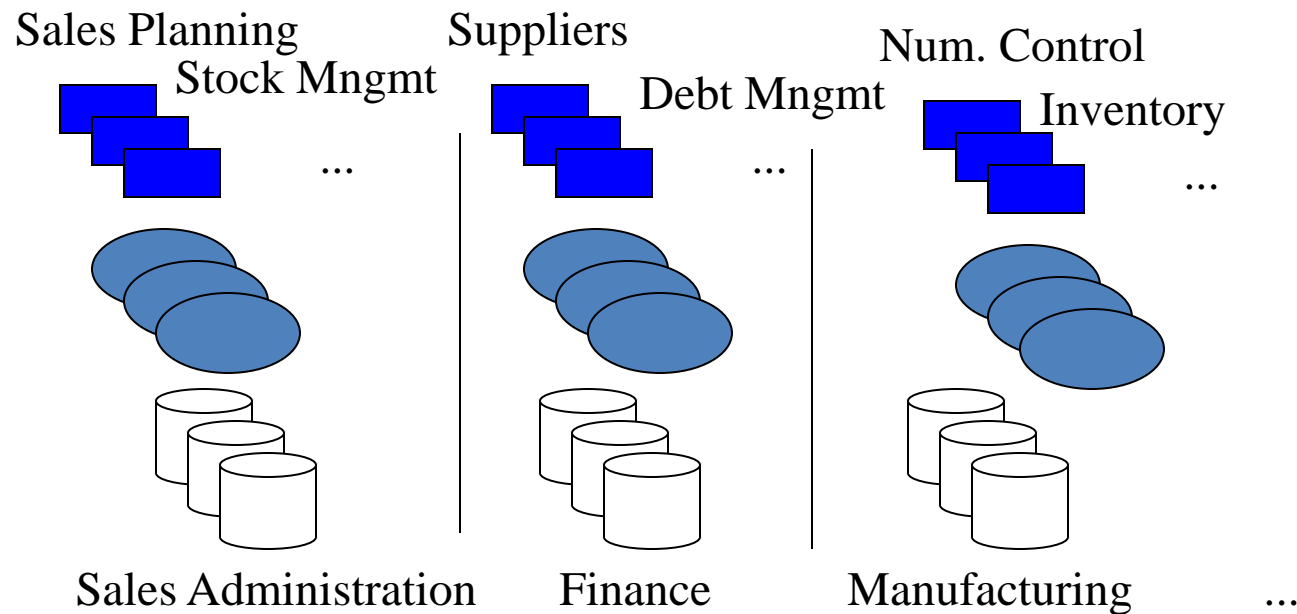 Sales Planning
Stock Mngmt
...
Suppliers
Debt Mngmt
...
Num. Control
Inventory
...
Sales Administration
Finance
Manufacturing
...